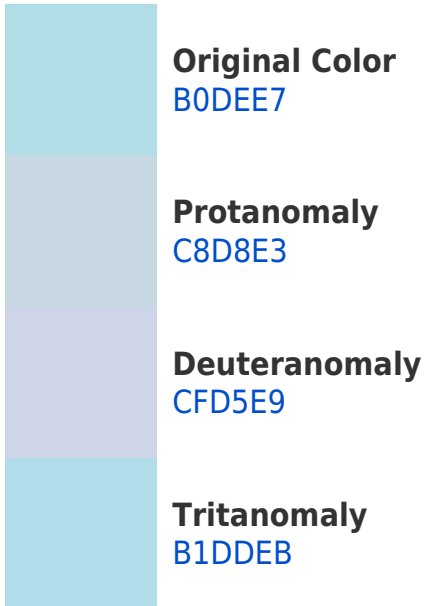 Original Color
B0DEE7
Protanomaly
C8D8E3
Deuteranomaly
CFD5E9
Tritanomaly
B1DDEB